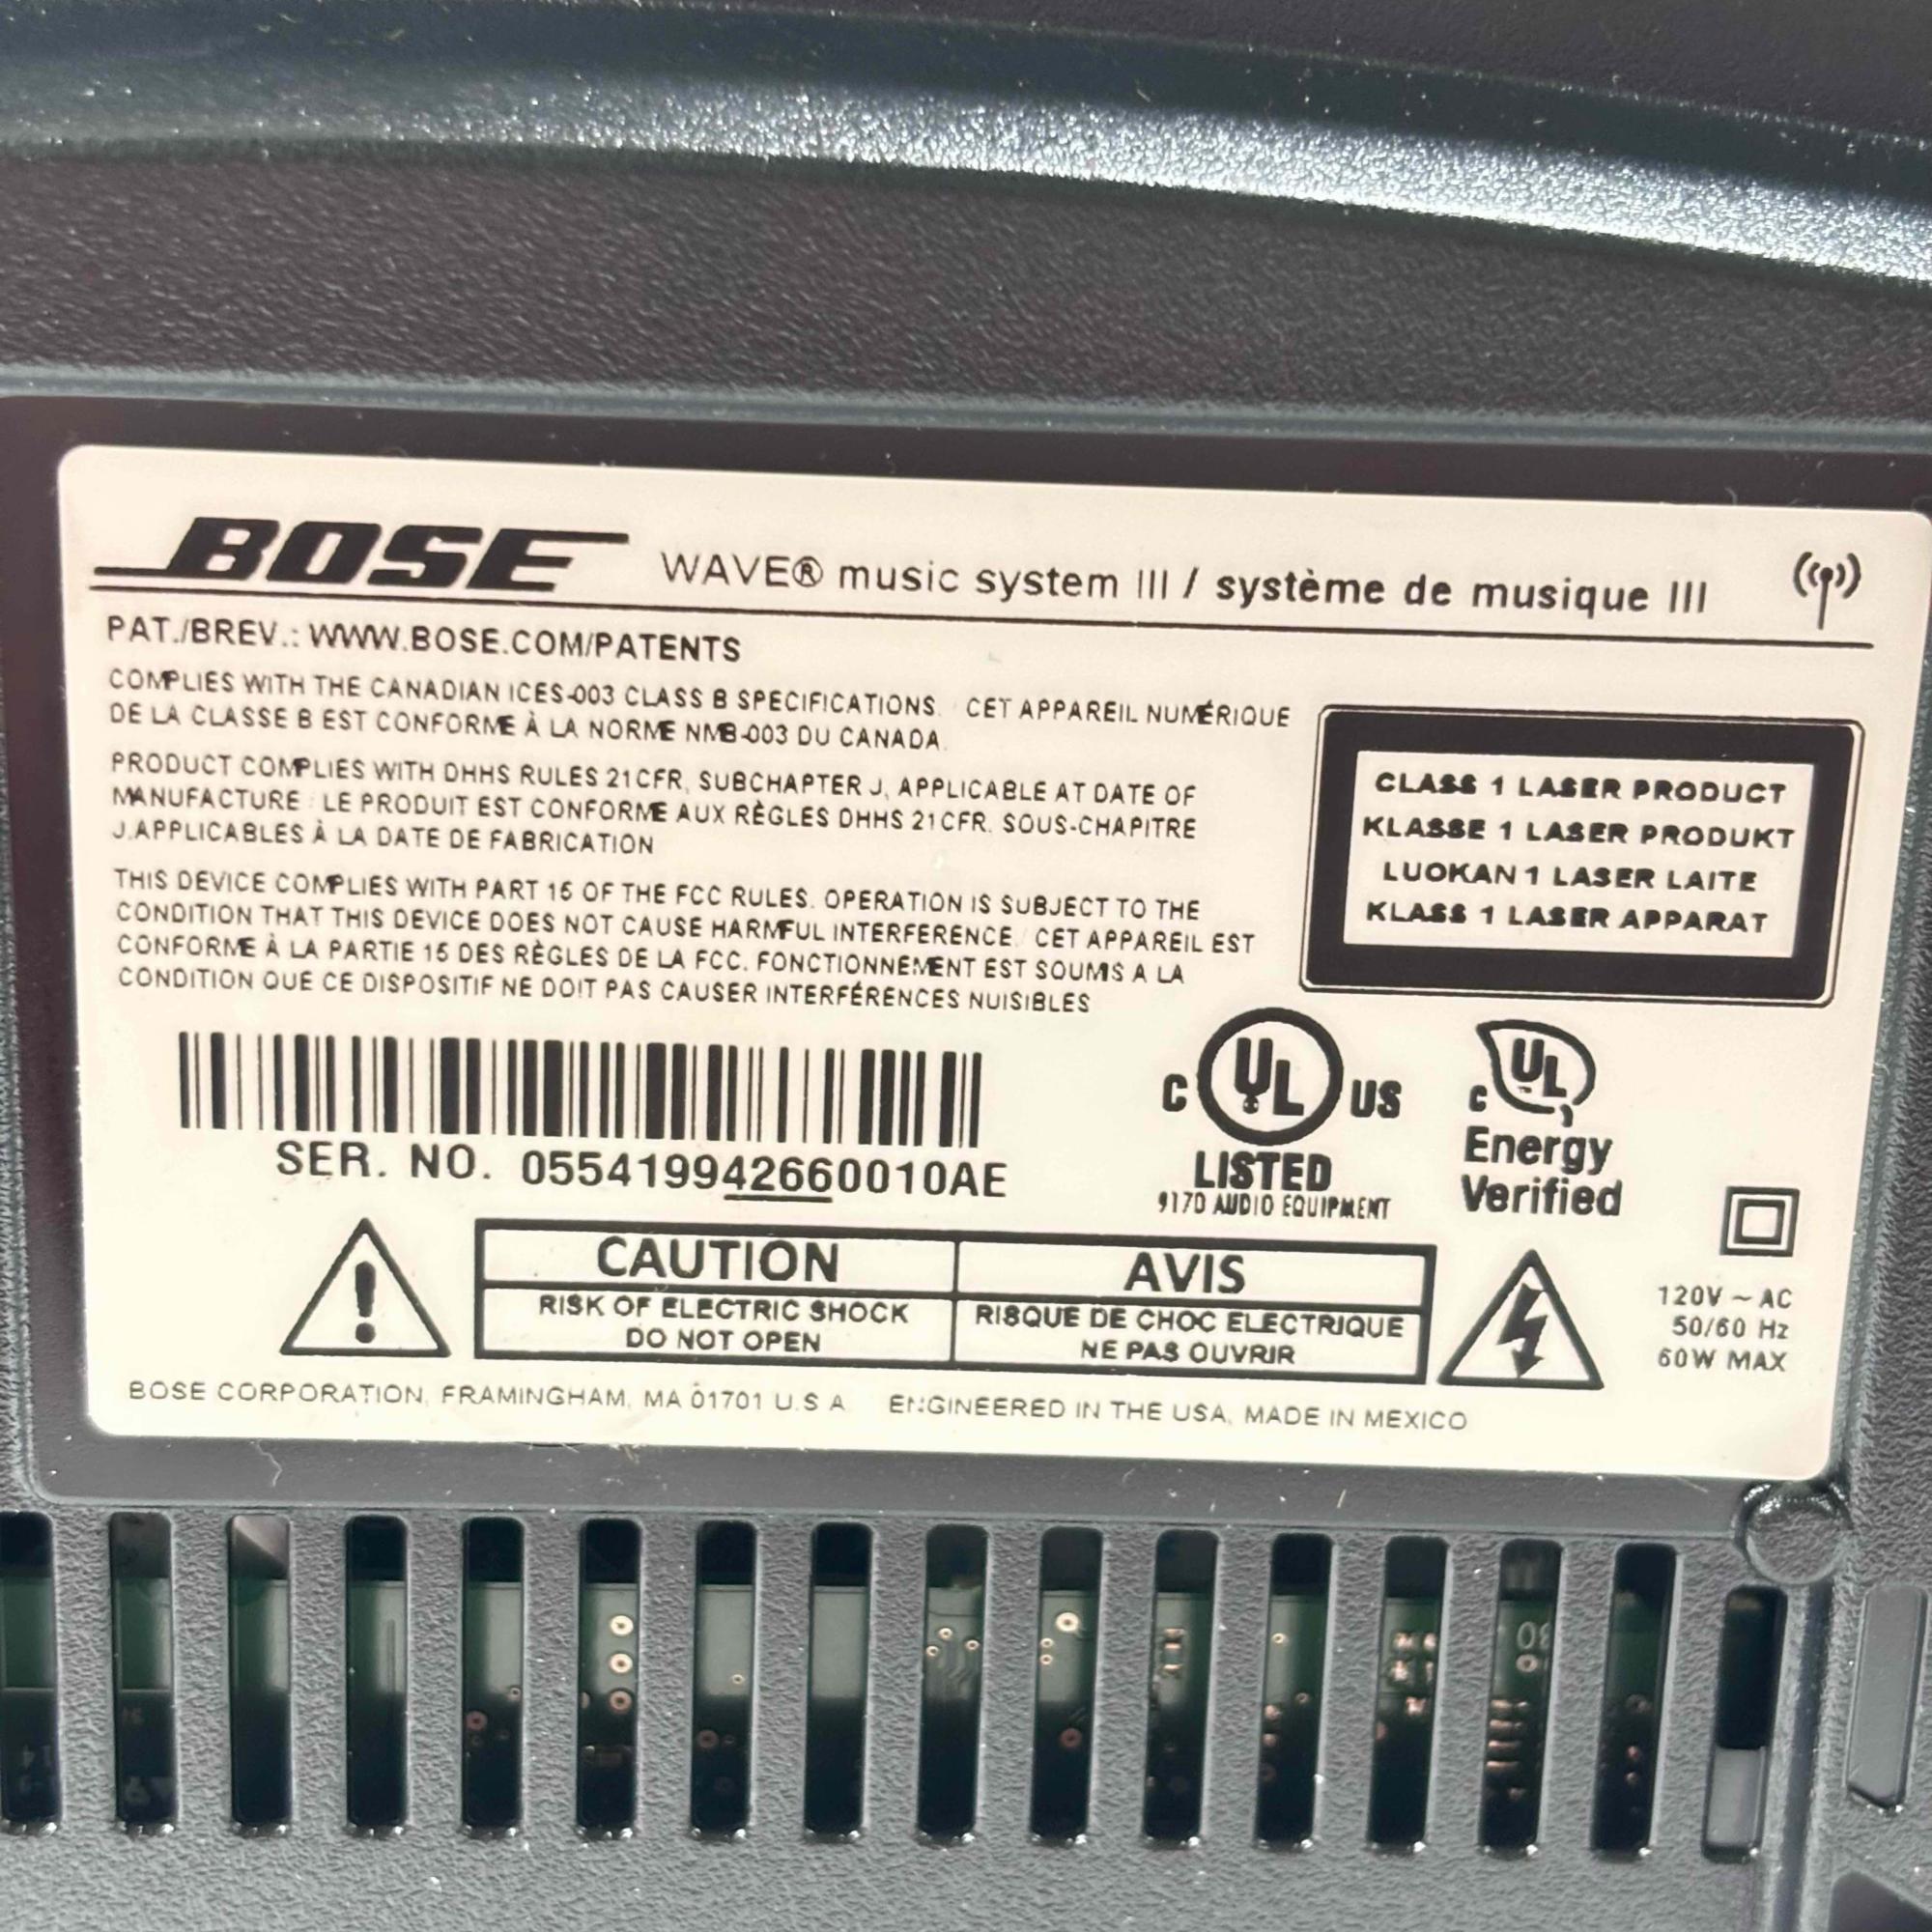 BOSE WAVE® music system III / système de musique III
PAT./BREV.: WWW.BOSE.COM/PATENTS
COMPLIES WITH THE CANADIAN ICES-003 CLASS B SPECIFICATIONS. CET APPAREIL NUMÉRIQUE
DE LA CLASSE B EST CONFORME À LA NORME NMB-003 DU CANADA.
PRODUCT COMPLIES WITH DHHS RULES 21CFR, SUBCHAPTER J, APPLICABLE AT DATE OF
MANUFACTURE LE PRODUIT EST CONFORME AUX RÈGLES DHHS 21CFR. SOUS-CHAPITRE
J.APPLICABLES À LA DATE DE FABRICATION
THIS DEVICE COMPLIES WITH PART 15 OF THE FCC RULES. OPERATION IS SUBJECT TO THE
CONDITION THAT THIS DEVICE DOES NOT CAUSE HARMFUL INTERFERENCE. CET APPAREIL EST
CONFORME À LA PARTIE 15 DES RÈGLES DE LA FCC. FONCTIONNEMENT EST SOUMIS A LA
CONDITION QUE CE DISPOSITIF NE DOIT PAS CAUSER INTERFÉRENCES NUISIBLES
CLASS 1 LASER PRODUCT
KLASSE 1 LASER PRODUKT
LUOKAN 1 LASER LAITE
KLASS 1 LASER APPARAT
SER. NO. 055419942660010AE
C UL US
LISTED
9170 AUDIO EQUIPMENT
C UL
Energy
Verified
CAUTION
RISK OF ELECTRIC SHOCK
DO NOT OPEN
AVIS
RISQUE DE CHOC ELECTRIQUE
NE PAS OUVRIR
120V ~ AC
50/60 Hz
60W MAX
BOSE CORPORATION, FRAMINGHAM, MA 01701 U.S.A. ENGINEERED IN THE USA, MADE IN MEXICO